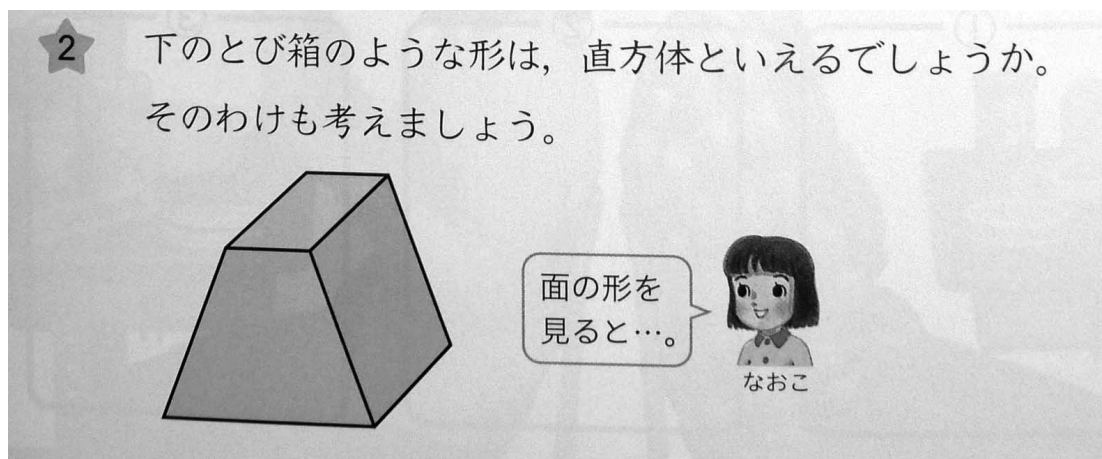 2 下のとび箱のような形は，直方体といえるでしょうか。
そのわけも考えましょう。
面の形を
見ると…。
なおこ